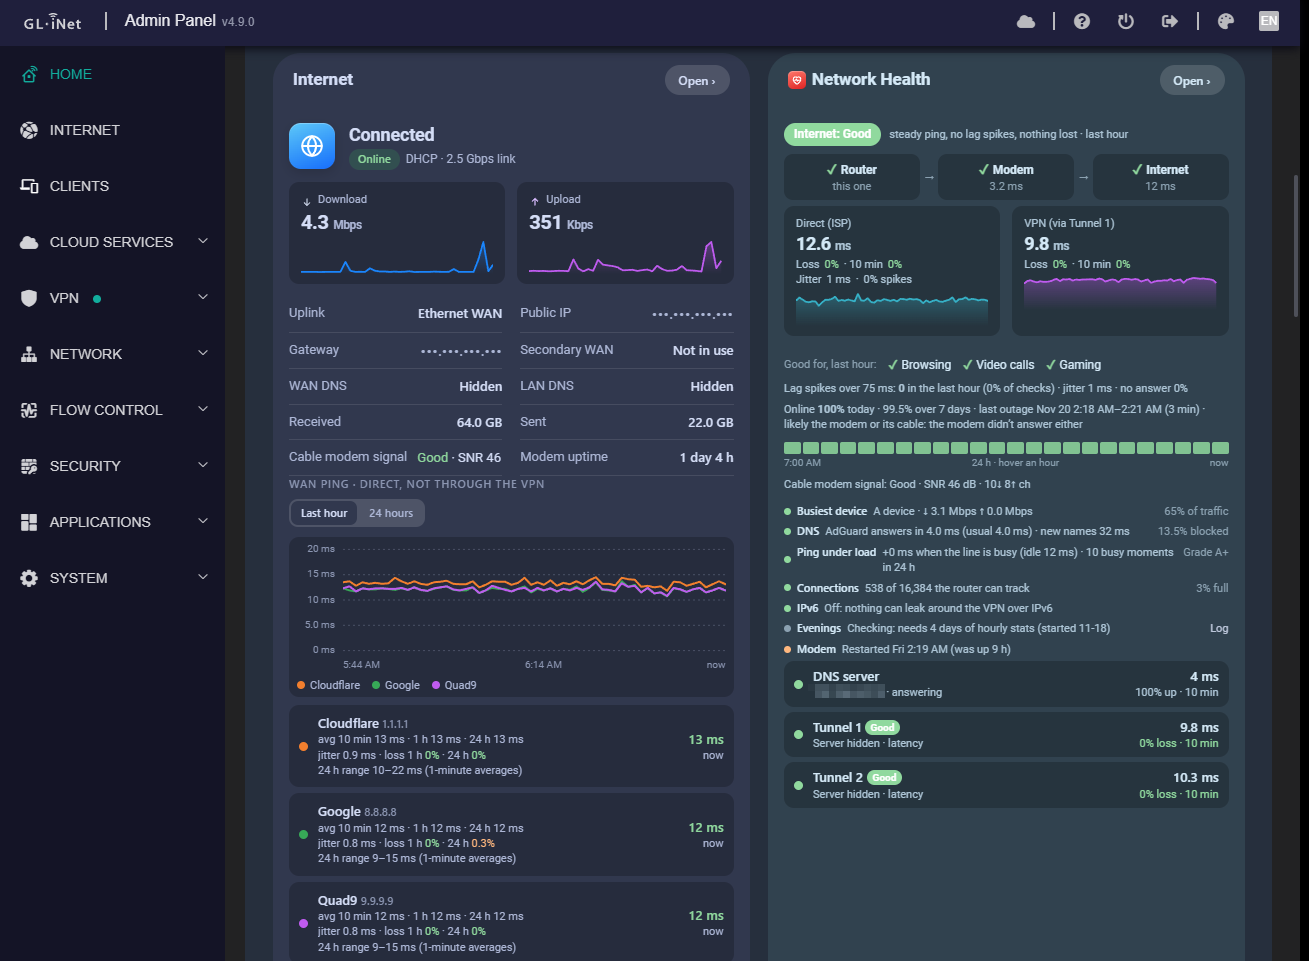 GL·iNet
Admin Panel v4.9.0
EN
HOME
INTERNET
CLIENTS
CLOUD SERVICES
VPN
NETWORK
FLOW CONTROL
SECURITY
APPLICATIONS
SYSTEM
Internet
Open ›
Connected
Online DHCP · 2.5 Gbps link
↓ Download
4.3 Mbps
↑ Upload
351 Kbps
Uplink Ethernet WAN
Public IP •••.•••.•••.•••
Gateway •••.•••.•••.•••
Secondary WAN Not in use
WAN DNS Hidden
LAN DNS Hidden
Received 64.0 GB
Sent 22.0 GB
Cable modem signal Good · SNR 46
Modem uptime 1 day 4 h
WAN PING · DIRECT, NOT THROUGH THE VPN
Last hour 24 hours
20 ms
15 ms
10 ms
5.0 ms
0 ms
5:44 AM 6:14 AM now
Cloudflare Google Quad9
Cloudflare 1.1.1.1
avg 10 min 13 ms · 1 h 13 ms · 24 h 13 ms
jitter 0.9 ms · loss 1 h 0% · 24 h 0%
24 h range 10–22 ms (1-minute averages)
13 ms
now
Google 8.8.8.8
avg 10 min 12 ms · 1 h 12 ms · 24 h 12 ms
jitter 0.8 ms · loss 1 h 0% · 24 h 0.3%
24 h range 9–15 ms (1-minute averages)
12 ms
now
Quad9 9.9.9.9
avg 10 min 12 ms · 1 h 12 ms · 24 h 12 ms
jitter 0.8 ms · loss 1 h 0% · 24 h 0%
24 h range 9–15 ms (1-minute averages)
12 ms
now
Network Health
Open ›
Internet: Good steady ping, no lag spikes, nothing lost · last hour
✓ Router
this one
→
✓ Modem
3.2 ms
→
✓ Internet
12 ms
Direct (ISP)
12.6 ms
Loss 0% · 10 min 0%
Jitter 1 ms · 0% spikes
VPN (via Tunnel 1)
9.8 ms
Loss 0% · 10 min 0%
Good for, last hour: ✓ Browsing ✓ Video calls ✓ Gaming
Lag spikes over 75 ms: 0 in the last hour (0% of checks) · jitter 1 ms · no answer 0%
Online 100% today · 99.5% over 7 days · last outage Nov 20 2:18 AM–2:21 AM (3 min) ·
likely the modem or its cable: the modem didn't answer either
7:00 AM 24 h · hover an hour now
Cable modem signal: Good · SNR 46 dB · 10↓ 8↑ ch
Busiest device A device · ↓ 3.1 Mbps ↑ 0.0 Mbps 65% of traffic
DNS AdGuard answers in 4.0 ms (usual 4.0 ms) · new names 32 ms 13.5% blocked
Ping under load +0 ms when the line is busy (idle 12 ms) · 10 busy moments Grade A+
in 24 h
Connections 538 of 16,384 the router can track 3% full
IPv6 Off: nothing can leak around the VPN over IPv6
Evenings Checking: needs 4 days of hourly stats (started 11-18) Log
Modem Restarted Fri 2:19 AM (was up 9 h)
DNS server 4 ms
· answering 100% up · 10 min
Tunnel 1 Good 9.8 ms
Server hidden · latency 0% loss · 10 min
Tunnel 2 Good 10.3 ms
Server hidden · latency 0% loss · 10 min